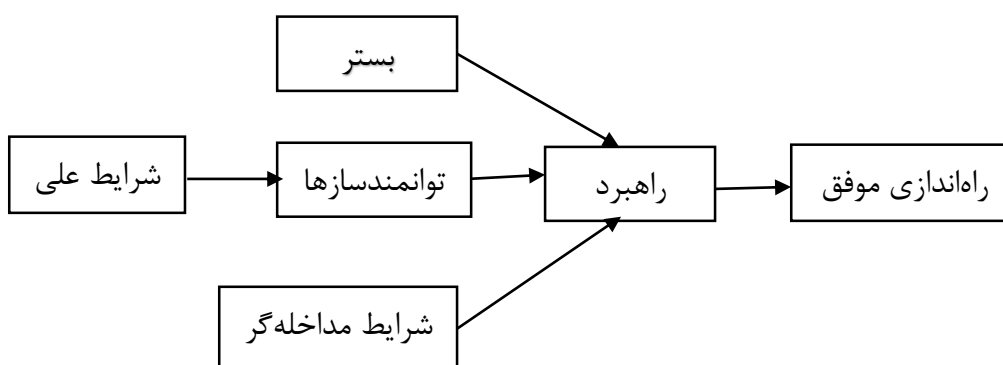 بستر
شرایط علی
توانمندسازها
راهبرد
راه‌اندازی موفق
شرایط مداخله‌گر